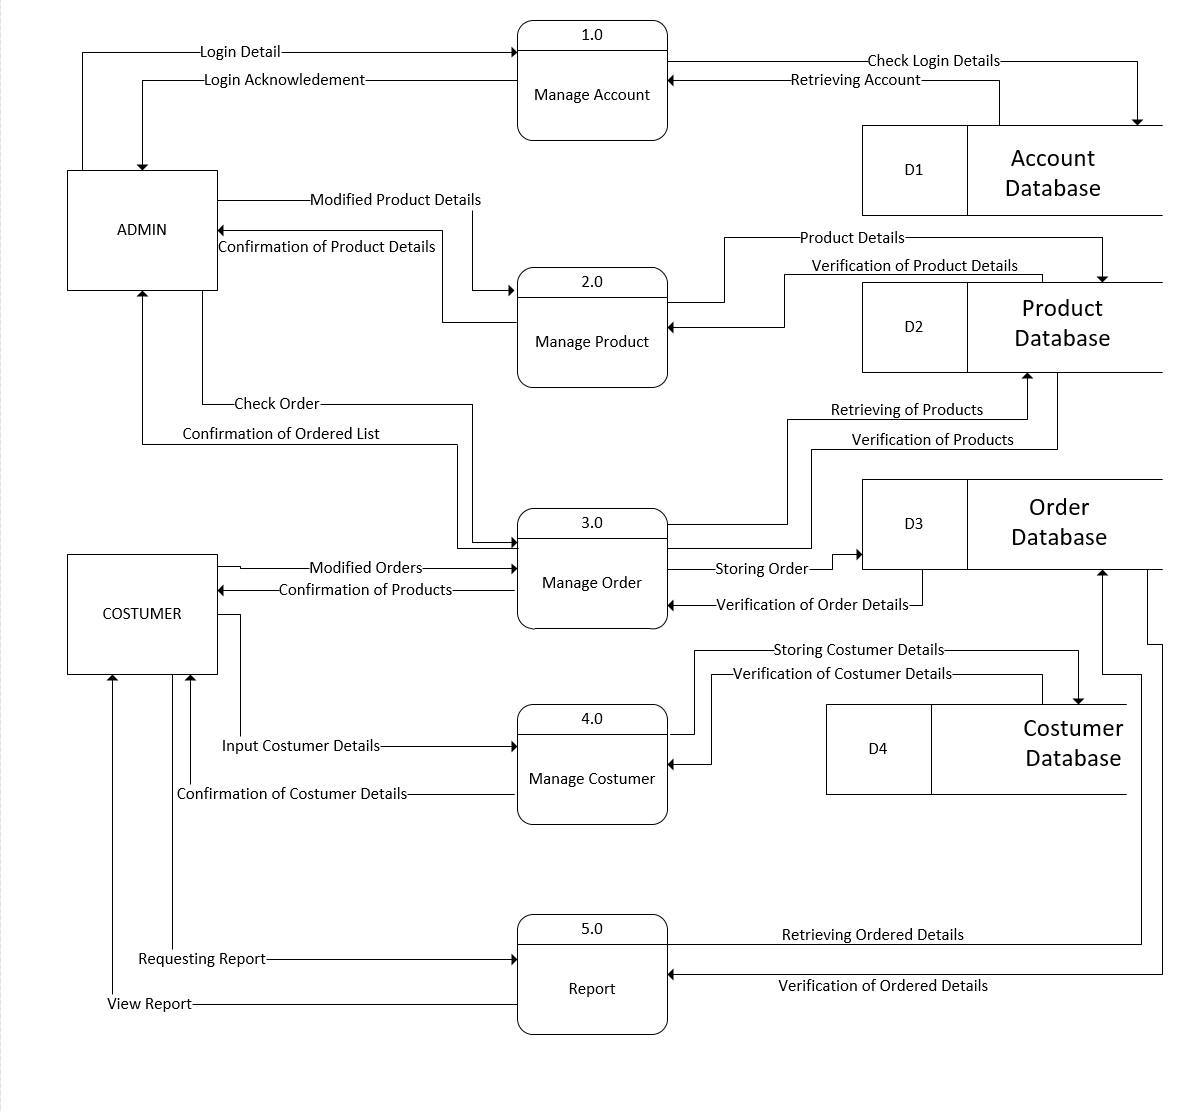 1.0
Login Detail
Check Login Details
Login Acknowledement
Retrieving Account
Manage Account
D1
Account
Database
ADMIN
Modified Product Details
Confirmation of Product Details
Product Details
Verification of Product Details
2.0
Manage Product
D2
Product
Database
Check Order
Confirmation of Ordered List
Retrieving of Products
Verification of Products
3.0
Manage Order
D3
Order
Database
COSTUMER
Modified Orders
Confirmation of Products
Storing Order
Verification of Order Details
Storing Costumer Details
Verification of Costumer Details
4.0
Manage Costumer
D4
Costumer
Database
Input Costumer Details
Confirmation of Costumer Details
5.0
Report
Retrieving Ordered Details
Requesting Report
Verification of Ordered Details
View Report